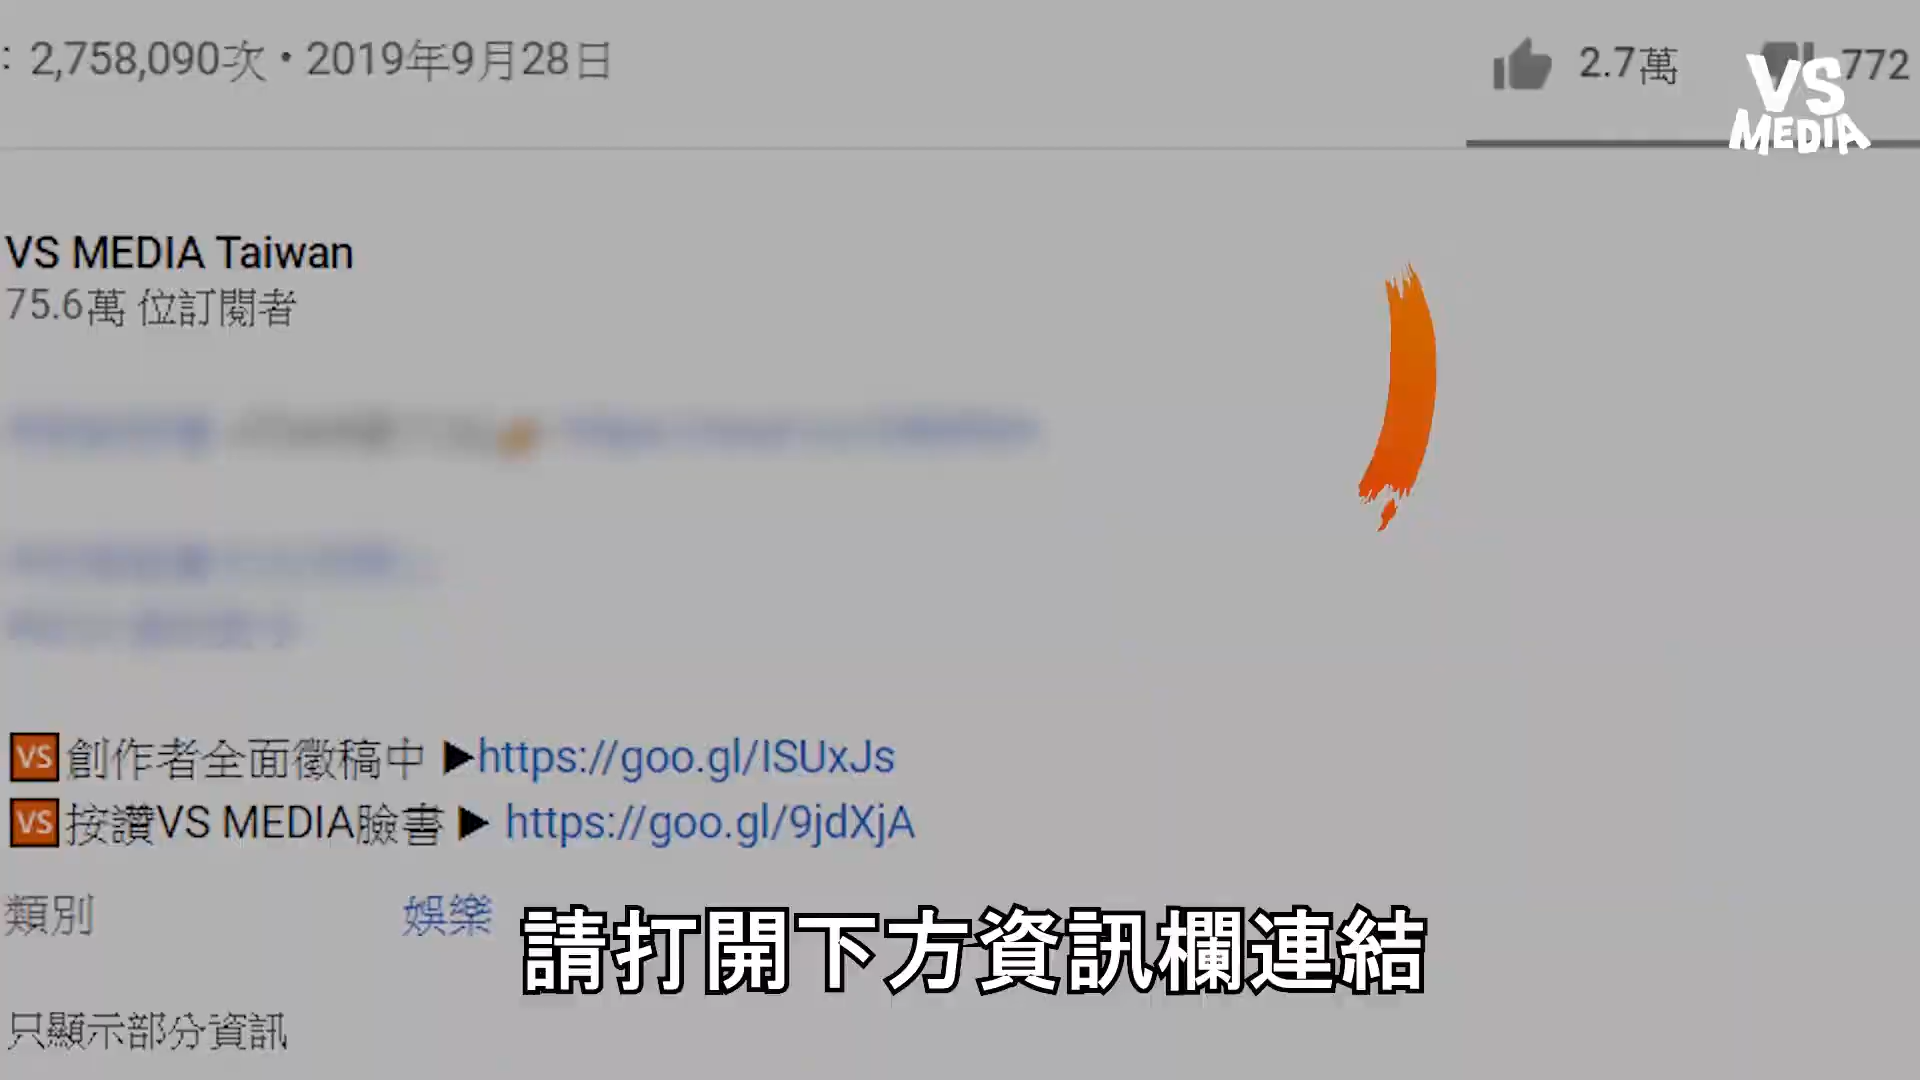 : 2,758,090次 • 2019年9月28日
2.7萬
772
VS MEDIA
VS MEDIA Taiwan
75.6萬 位訂閱者
VS 創作者全面徵稿中 ▶https://goo.gl/ISUxJs
VS 按讚VS MEDIA臉書 ▶ https://goo.gl/9jdXjA
類別 娛樂
請打開下方資訊欄連結
只顯示部分資訊